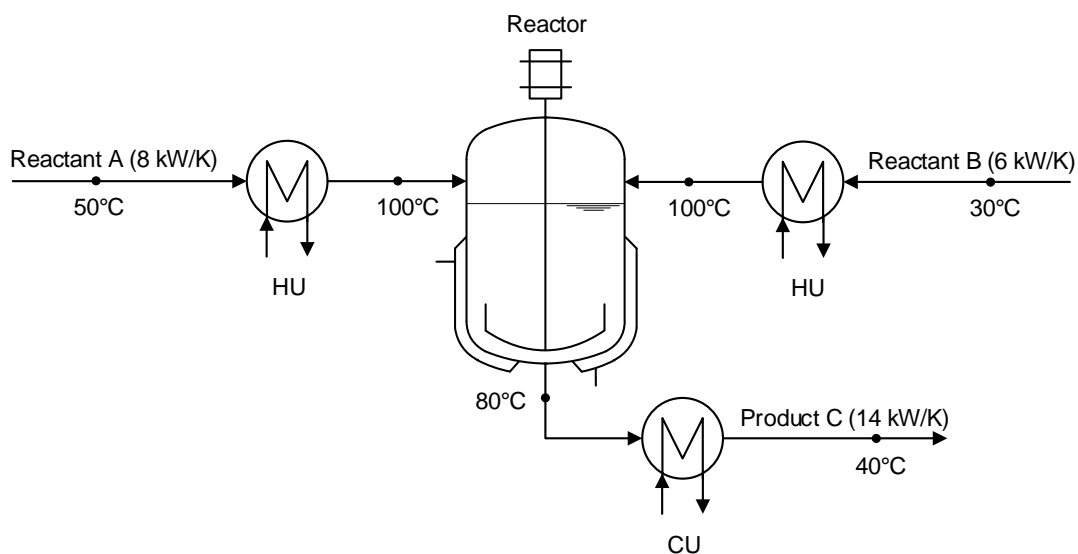 Reactor
Reactant A (8 kW/K)
Reactant B (6 kW/K)
50°C
100°C
100°C
30°C
HU
HU
80°C
Product C (14 kW/K)
40°C
CU